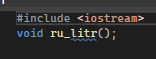 #include <iostream>
void ru_litr();